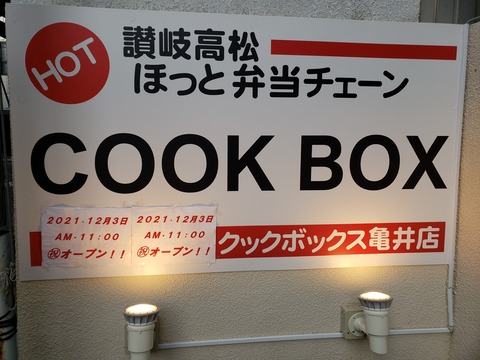 HOT
讃岐高松
ほっと弁当チェーン
COOK BOX
2021.12月3日
AM.11:00
㊗オープン!!
2021.12月3日
AM.11:00
㊗オープン!!
クックボックス亀井店